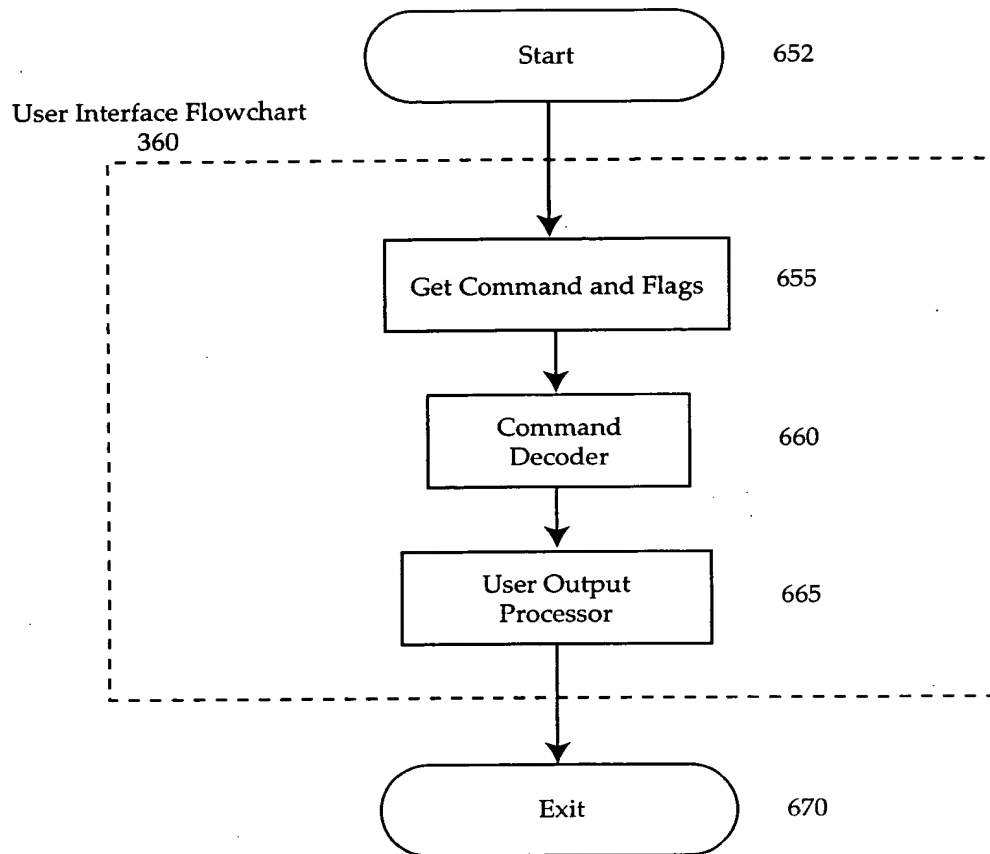 Start
652
User Interface Flowchart
360
Get Command and Flags
655
Command
Decoder
660
User Output
Processor
665
Exit
670